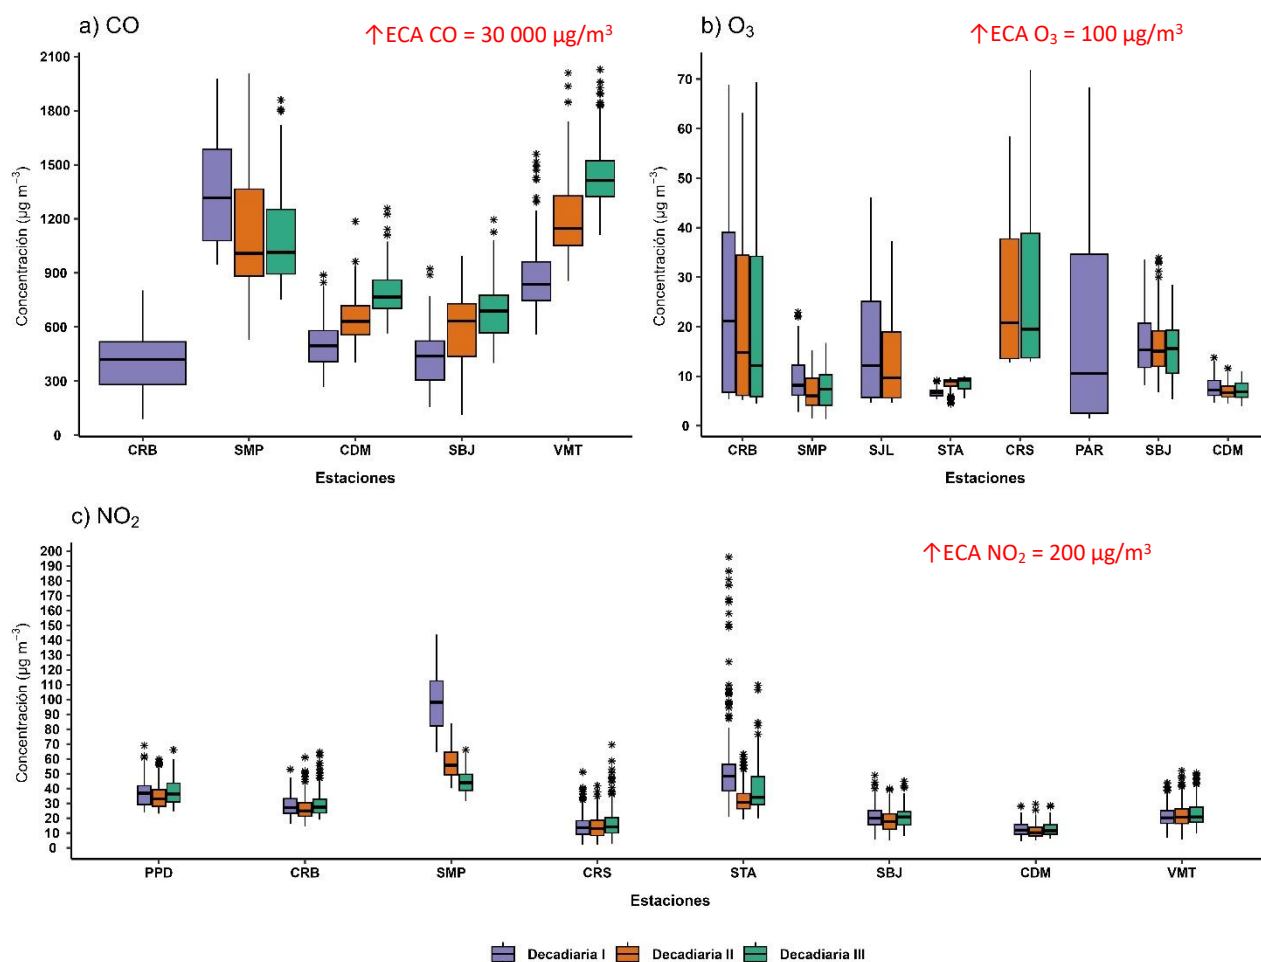 a) CO
↑ECA CO = 30 000 µg/m³
Concentración (µg m⁻³)
2100
1800
1500
1200
900
600
300
0
CRB SMP CDM SBJ VMT
Estaciones
b) O₃
↑ECA O₃ = 100 µg/m³
Concentración (µg m⁻³)
70
60
50
40
30
20
10
0
CRB SMP SJL STA CRS PAR SBJ CDM
Estaciones
c) NO₂
↑ECA NO₂ = 200 µg/m³
Concentración (µg m⁻³)
200
190
180
170
160
150
140
130
120
110
100
90
80
70
60
50
40
30
20
10
0
PPD CRB SMP CRS STA SBJ CDM VMT
Estaciones
Decadiaria I Decadiaria II Decadiaria III